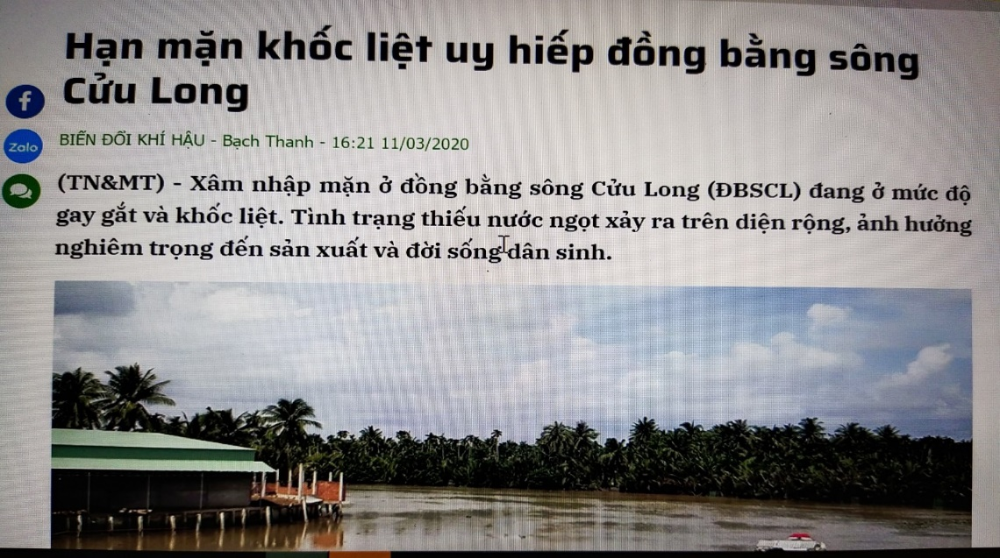 Hạn mặn khốc liệt uy hiếp đồng bằng sông
Cửu Long
f
Zalo
BIẾN ĐỔI KHÍ HẬU - Bạch Thanh - 16:21 11/03/2020
(TN&MT) - Xâm nhập mặn ở đồng bằng sông Cửu Long (ĐBSCL) đang ở mức độ
gay gắt và khốc liệt. Tình trạng thiếu nước ngọt xảy ra trên diện rộng, ảnh hưởng
nghiêm trọng đến sản xuất và đời sống dân sinh.